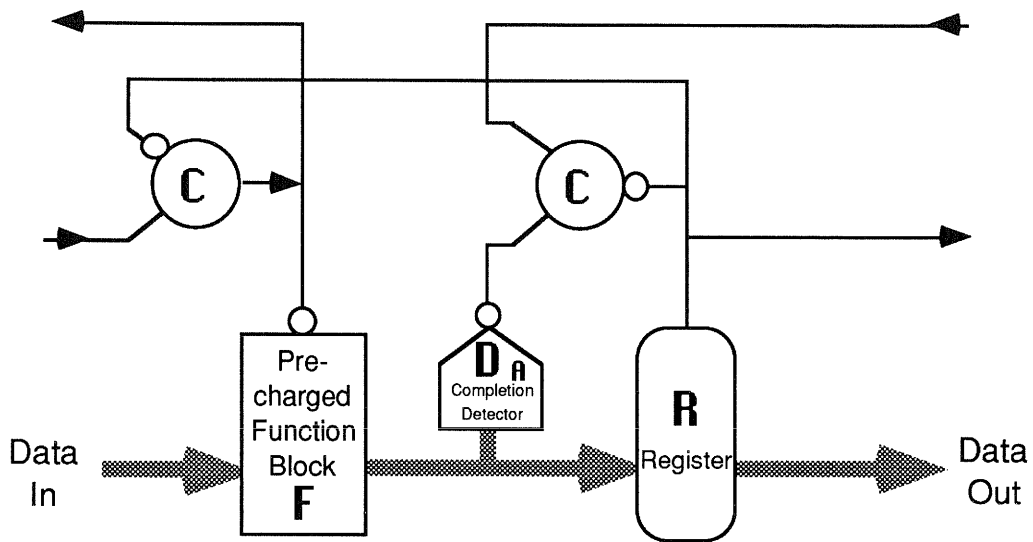 C
C
Pre-
charged
Function
Block
F
D A
Completion
Detector
R
Register
Data
In
Data
Out